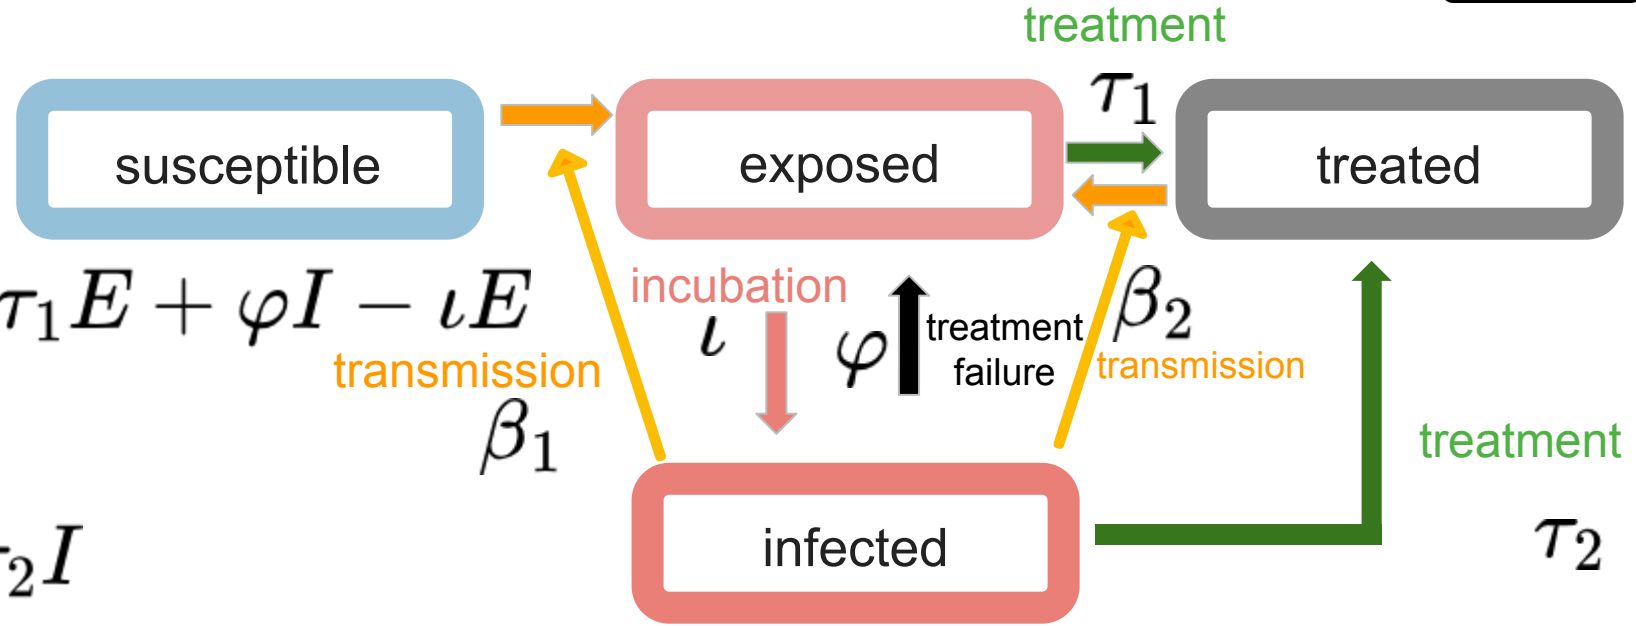 treatment
τ₁
susceptible
exposed
treated
τ₁E + φI − ιE
incubation
ι
φ
treatment
failure
β₂
transmission
transmission
β₁
treatment
infected
₂I
τ₂